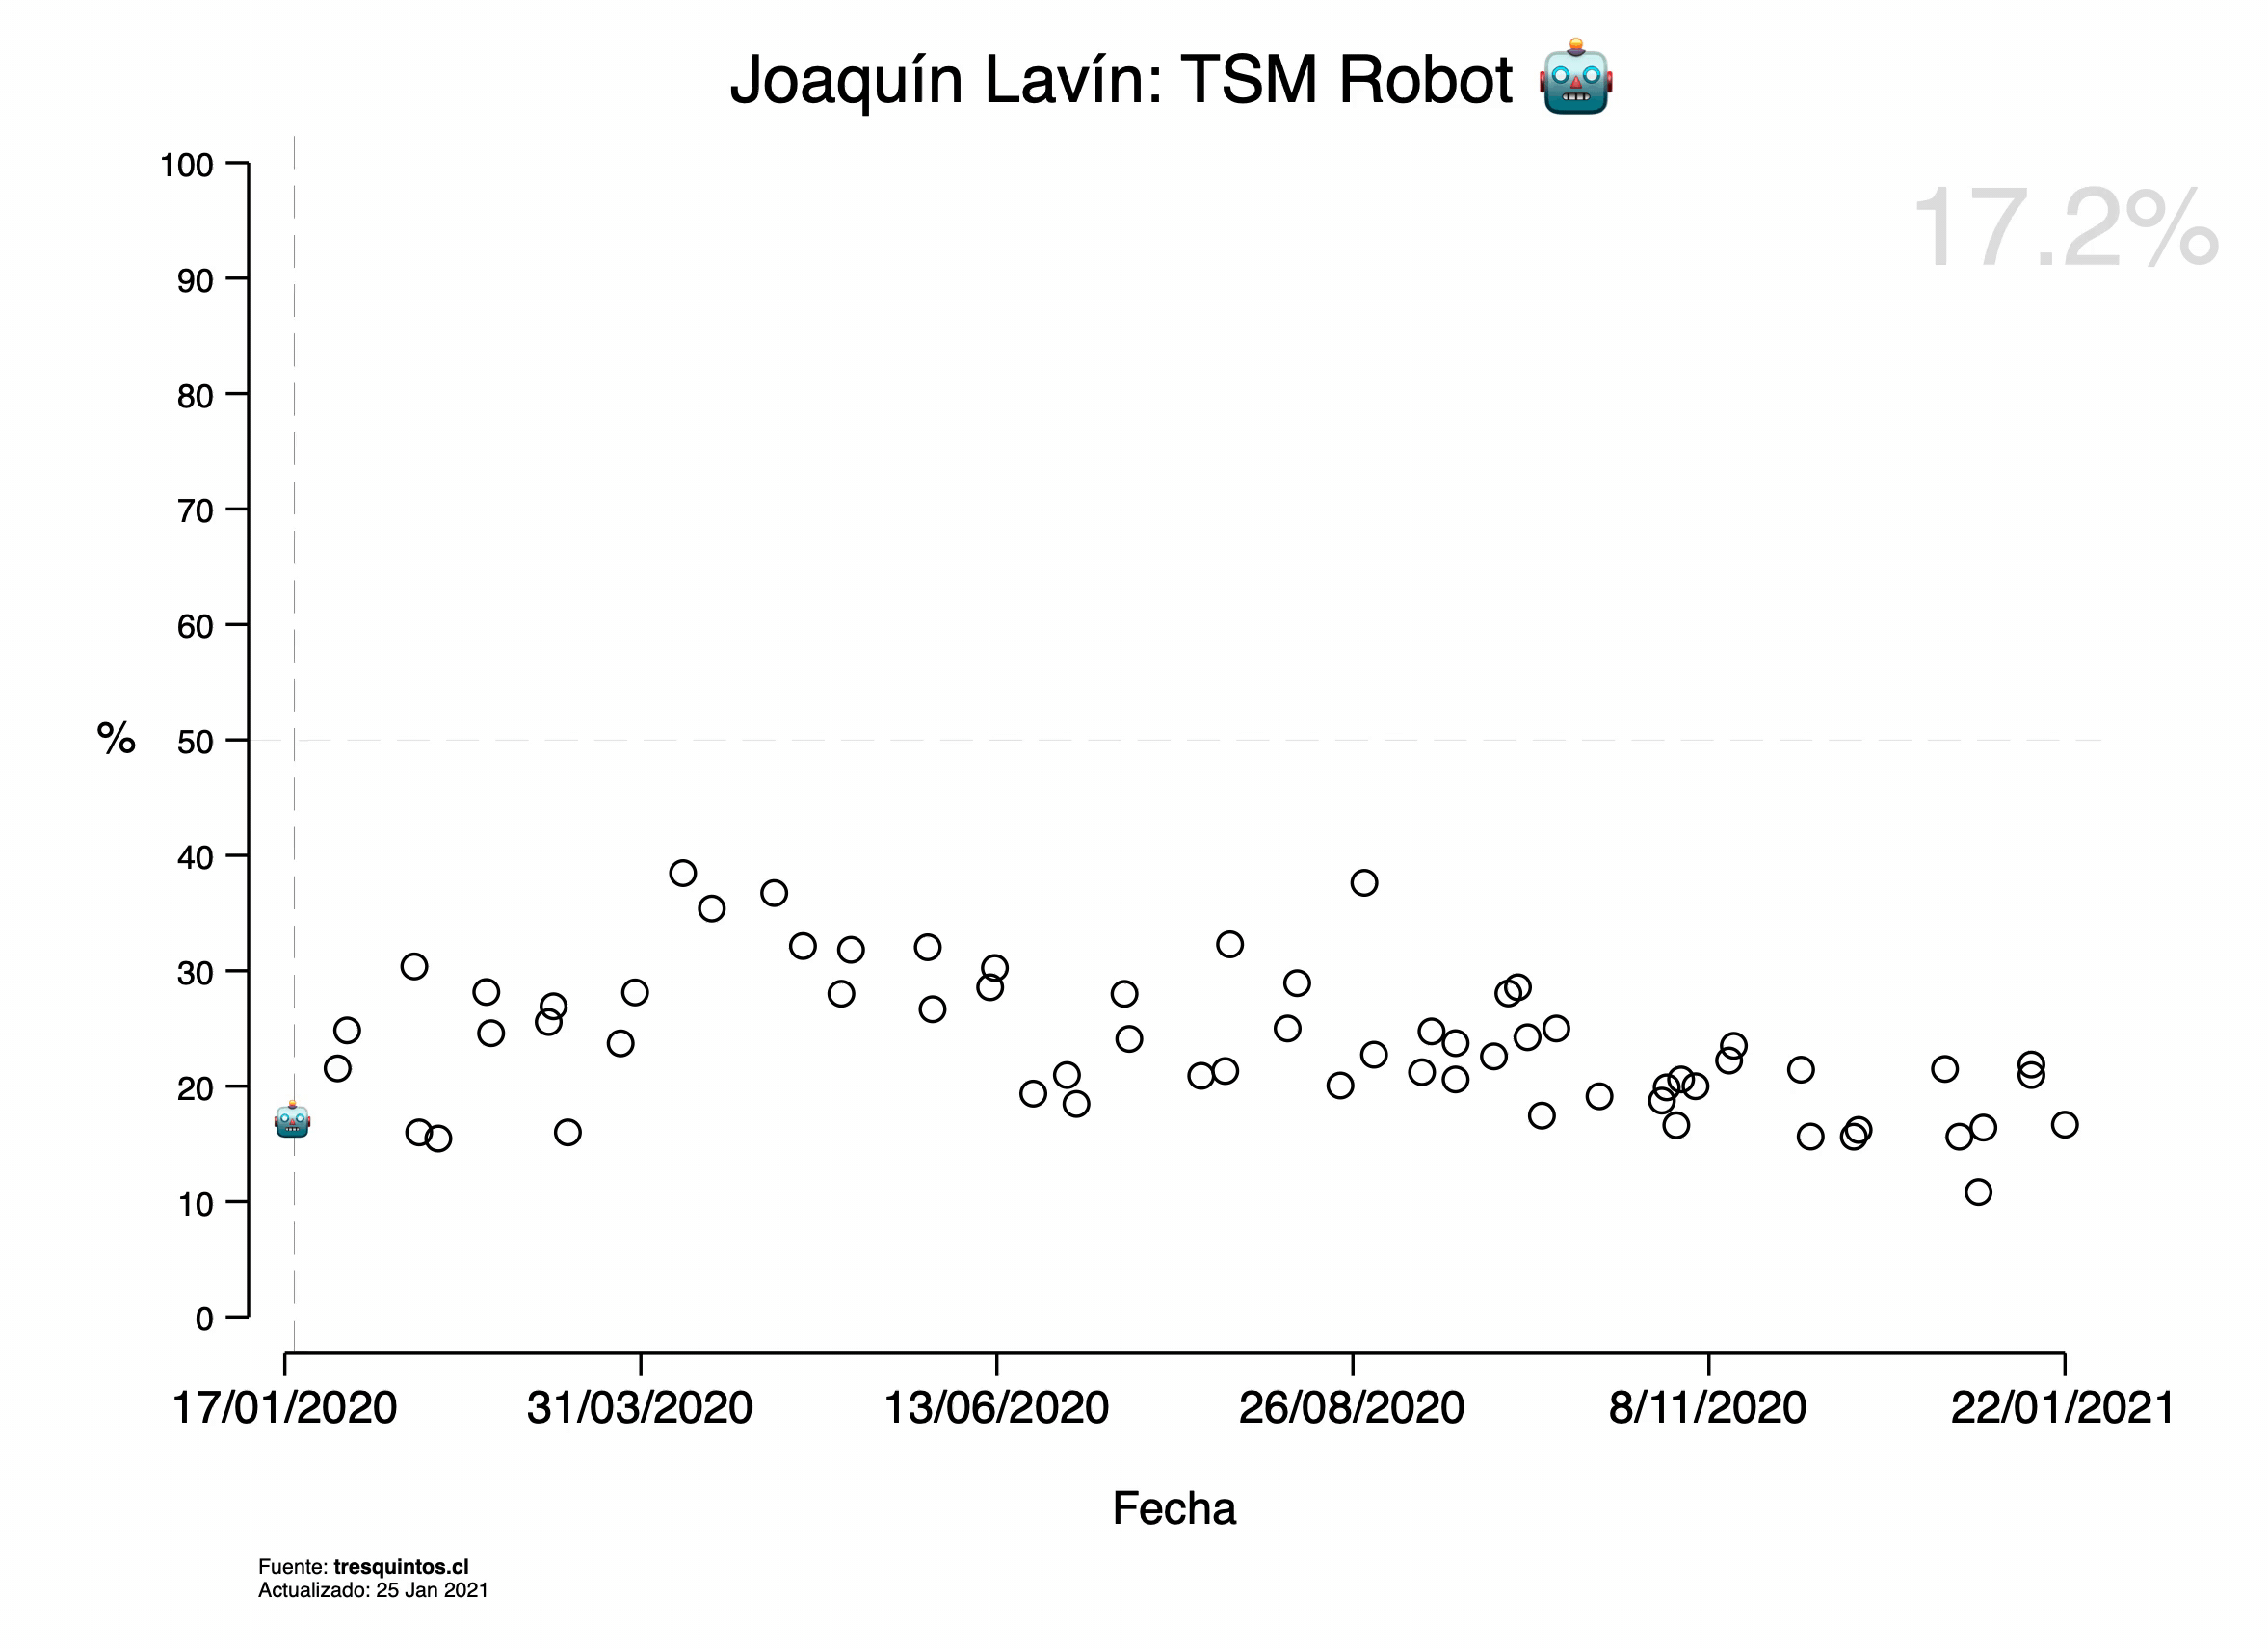 Joaquín Lavín: TSM Robot 🤖
17.2%
100
90
80
70
60
50
40
30
20
10
0
%
17/01/2020 31/03/2020 13/06/2020 26/08/2020 8/11/2020 22/01/2021
Fecha
Fuente: tresquintos.cl
Actualizado: 25 Jan 2021